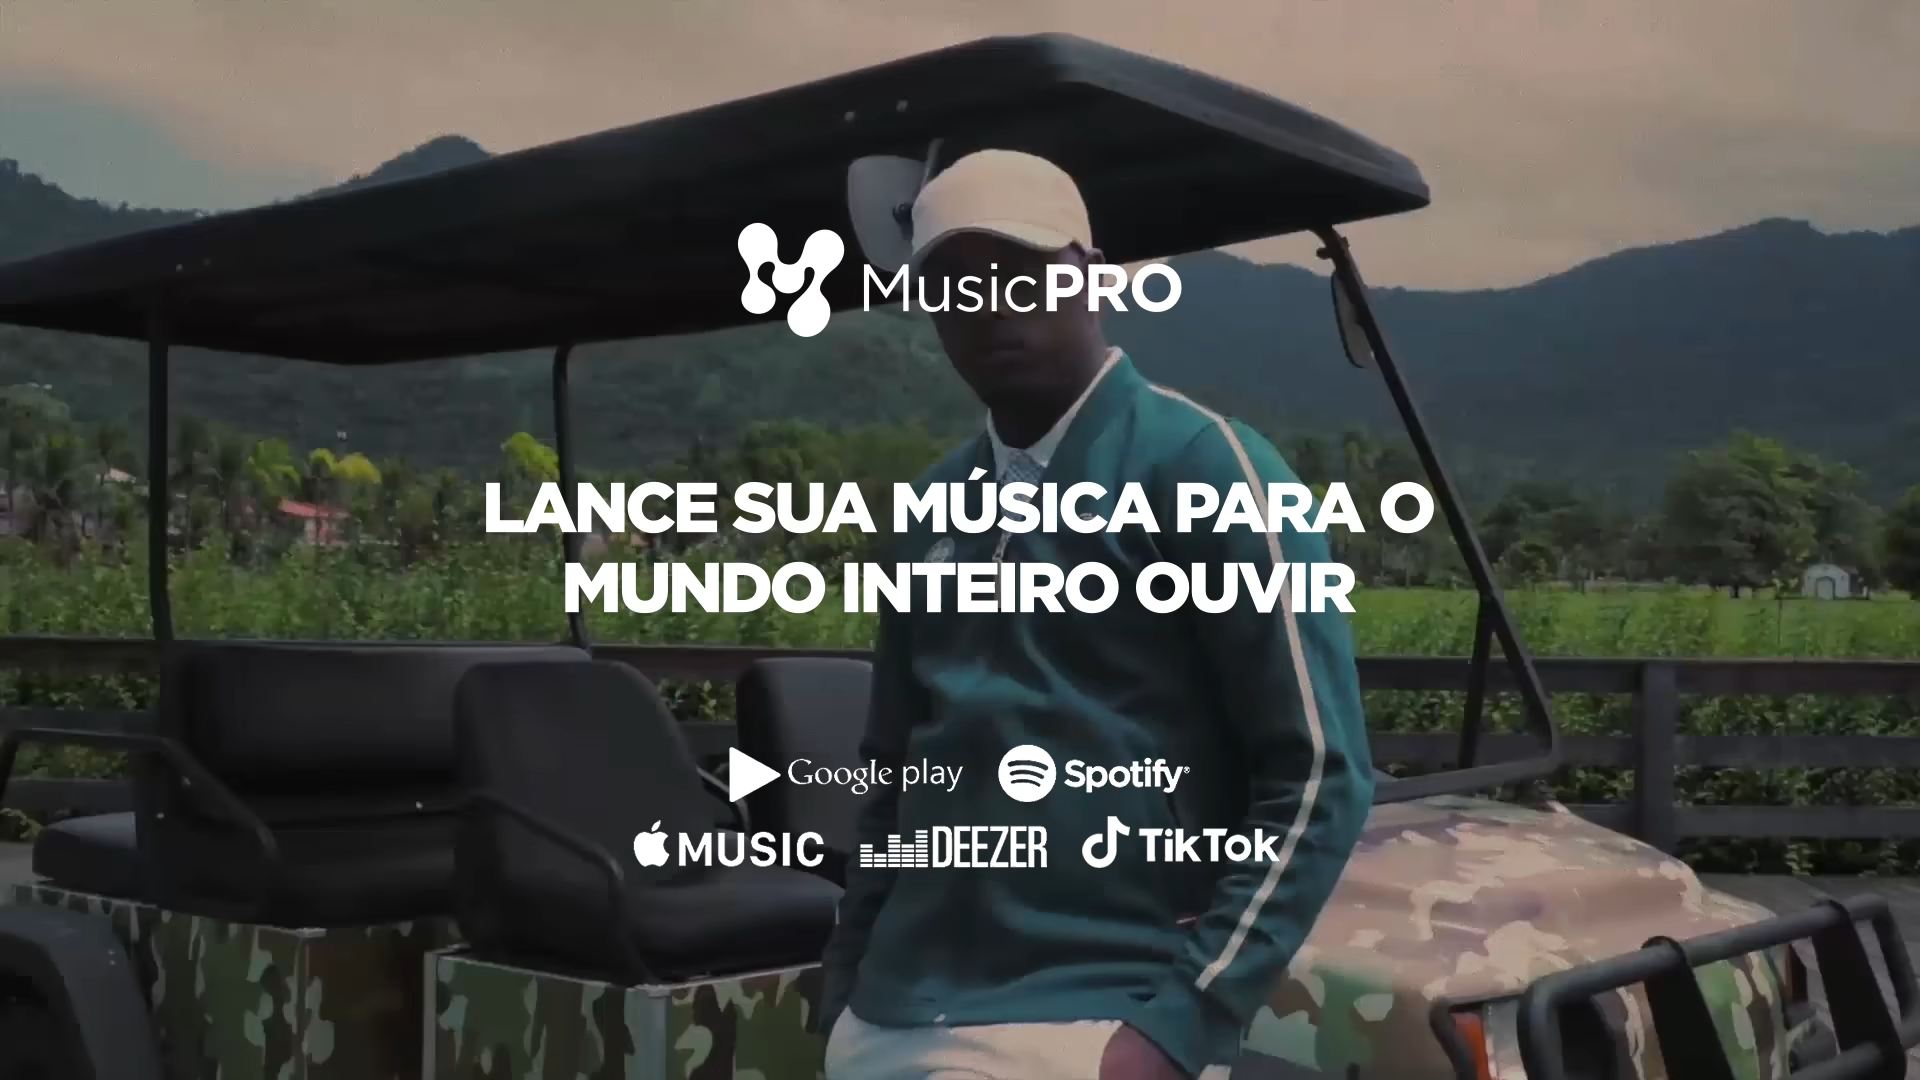 MusicPRO
LANCE SUA MÚSICA PARA O
MUNDO INTEIRO OUVIR
Google play Spotify®
MUSIC DEEZER TikTok